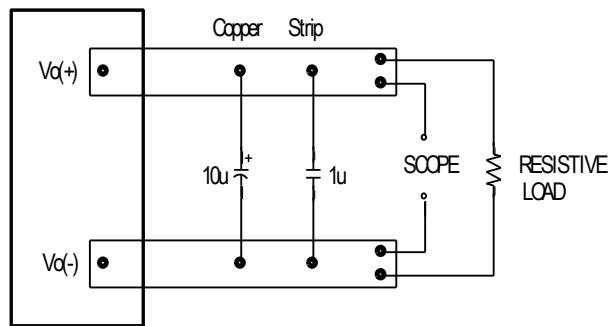 Copper Strip
Vo(+)
10u + 1u
SCOPE
RESISTIVE
LOAD
Vo(-)